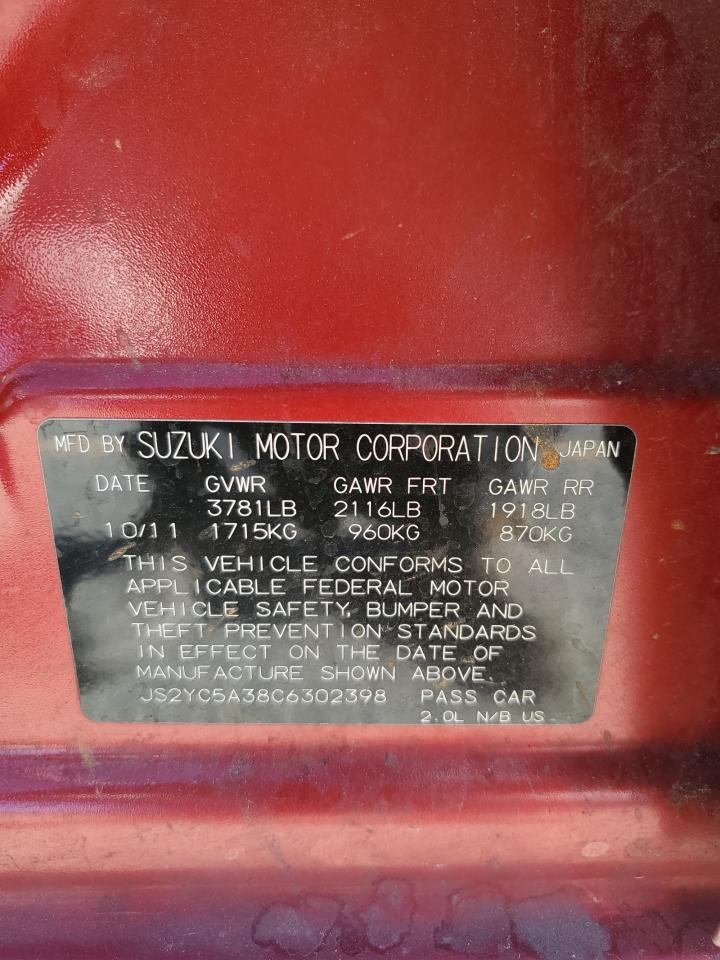 MFD BY SUZUKI MOTOR CORPORATION JAPAN
DATE GVWR GAWR FRT GAWR RR
3781LB 2116LB 1918LB
10/11 1715KG 960KG 870KG
THIS VEHICLE CONFORMS TO ALL
APPLICABLE FEDERAL MOTOR
VEHICLE SAFETY, BUMPER AND
THEFT PREVENTION STANDARDS
IN EFFECT ON THE DATE OF
MANUFACTURE SHOWN ABOVE.
JS2YC5A38C6302398 PASS CAR
2.0L N/B US